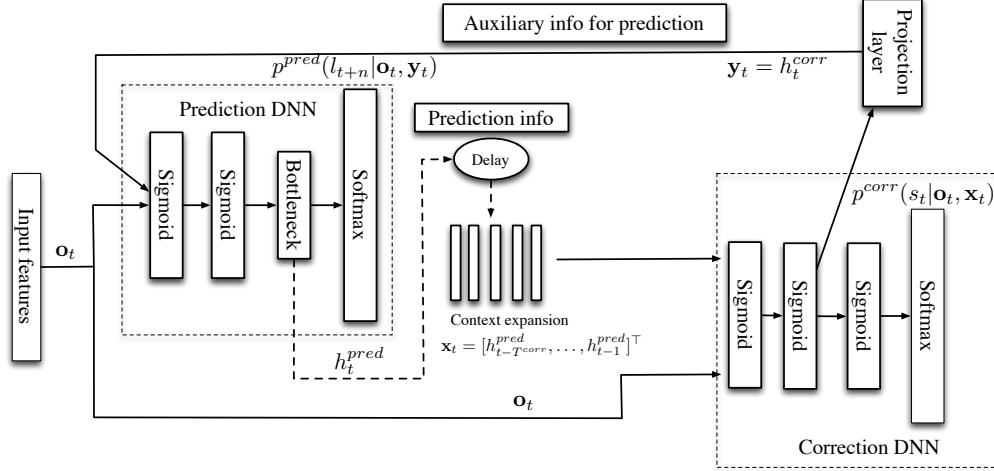 Auxiliary info for prediction
Projection layer
p^{pred}(l_{t+n}|o_t, y_t)
y_t = h_t^{corr}
Prediction DNN
Prediction info
Delay
Sigmoid
Sigmoid
Bottleneck
Softmax
Input features
o_t
p^{corr}(s_t|o_t, x_t)
Context expansion
x_t = [h_{t-T^{corr}}^{pred}, ..., h_{t-1}^{pred}]^⊤
h_t^{pred}
Sigmoid
Sigmoid
Sigmoid
Softmax
o_t
Correction DNN